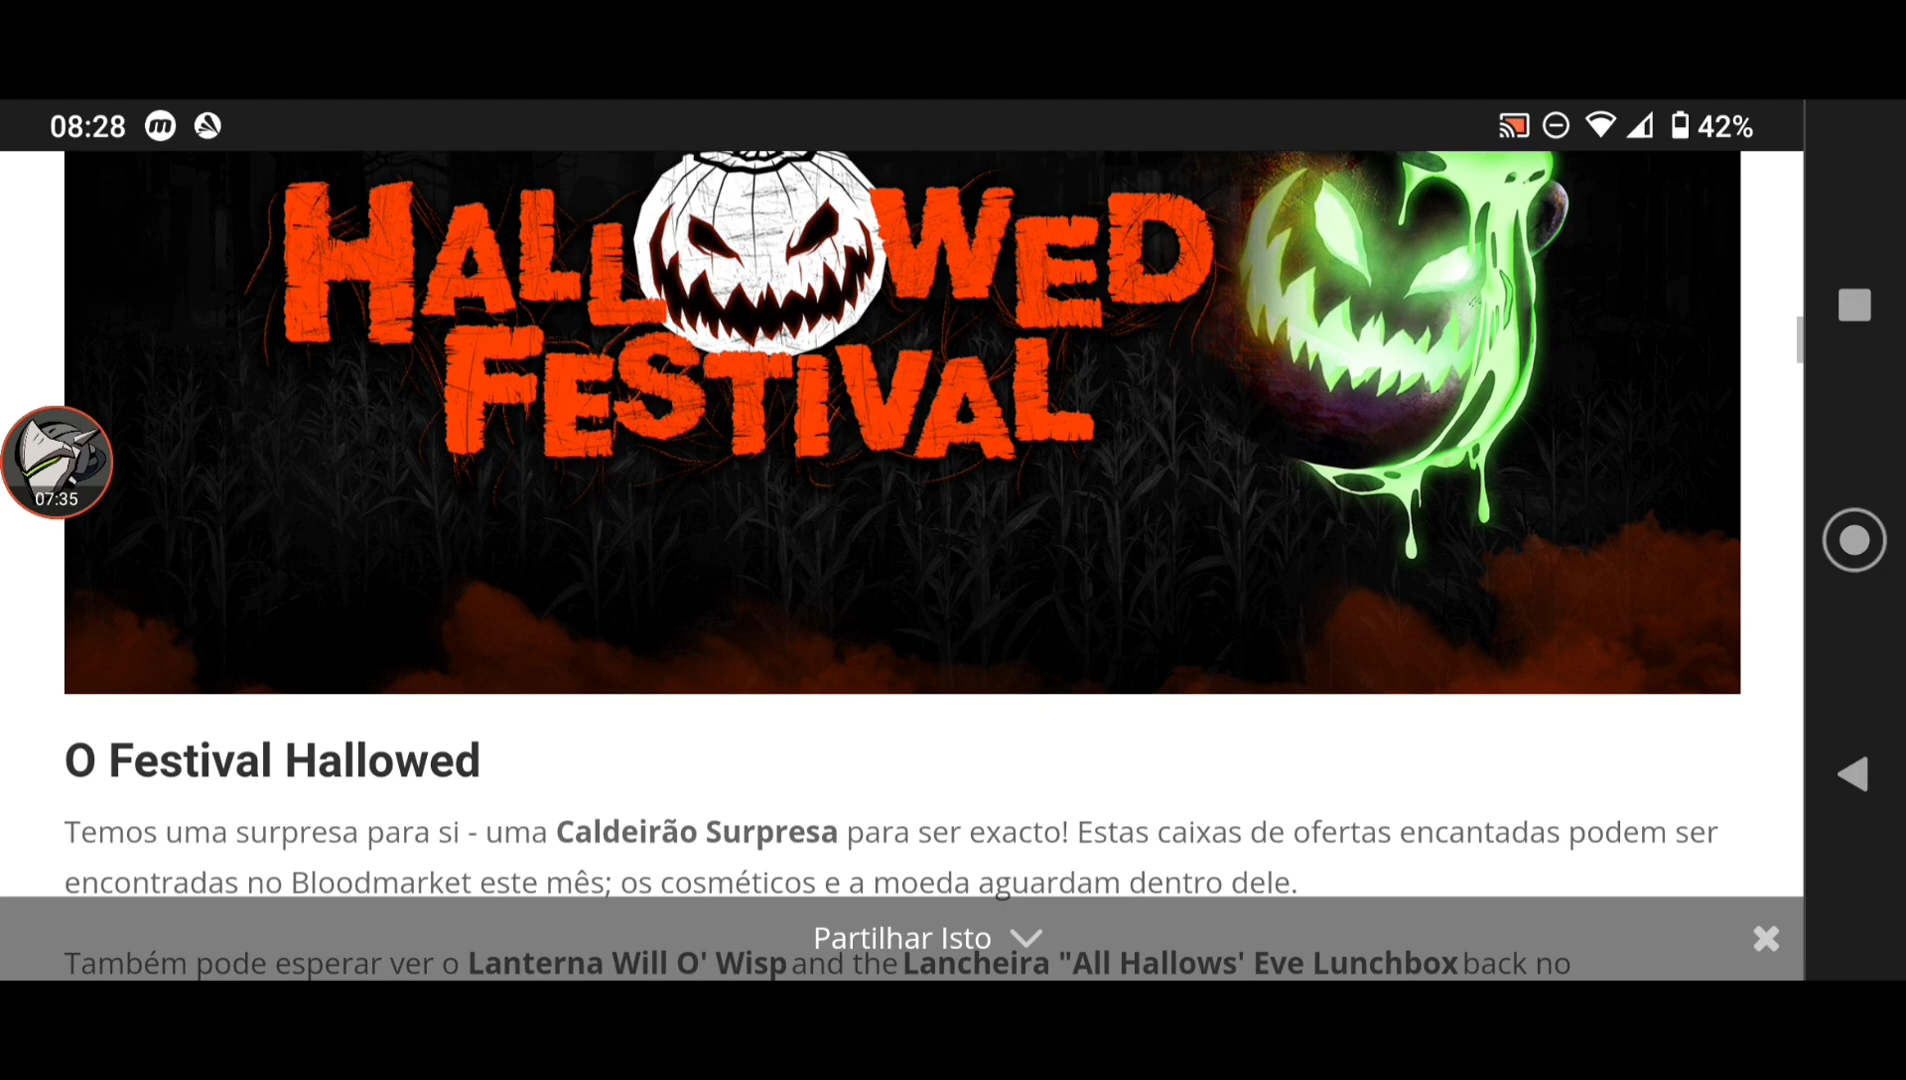 08:28
42%
HALLOWED
FESTIVAL
07:35
O Festival Hallowed
Temos uma surpresa para si - uma Caldeirão Surpresa para ser exacto! Estas caixas de ofertas encantadas podem ser
encontradas no Bloodmarket este mês; os cosméticos e a moeda aguardam dentro dele.
Partilhar Isto
Também pode esperar ver o Lanterna Will O' Wisp and the Lancheira "All Hallows' Eve Lunchbox back no